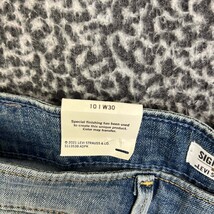 10 | W30
Special finishing has been used
to create this unique product.
Color may transfer.
© 2021 LEVI STRAUSS & CO.
SIG
LEVI S